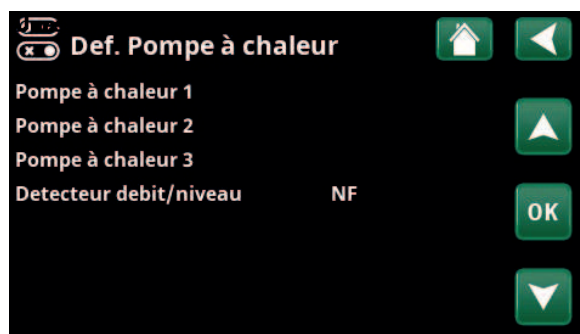 Def. Pompe à chaleur
Pompe à chaleur 1
Pompe à chaleur 2
Pompe à chaleur 3
Detecteur debit/niveau NF
OK